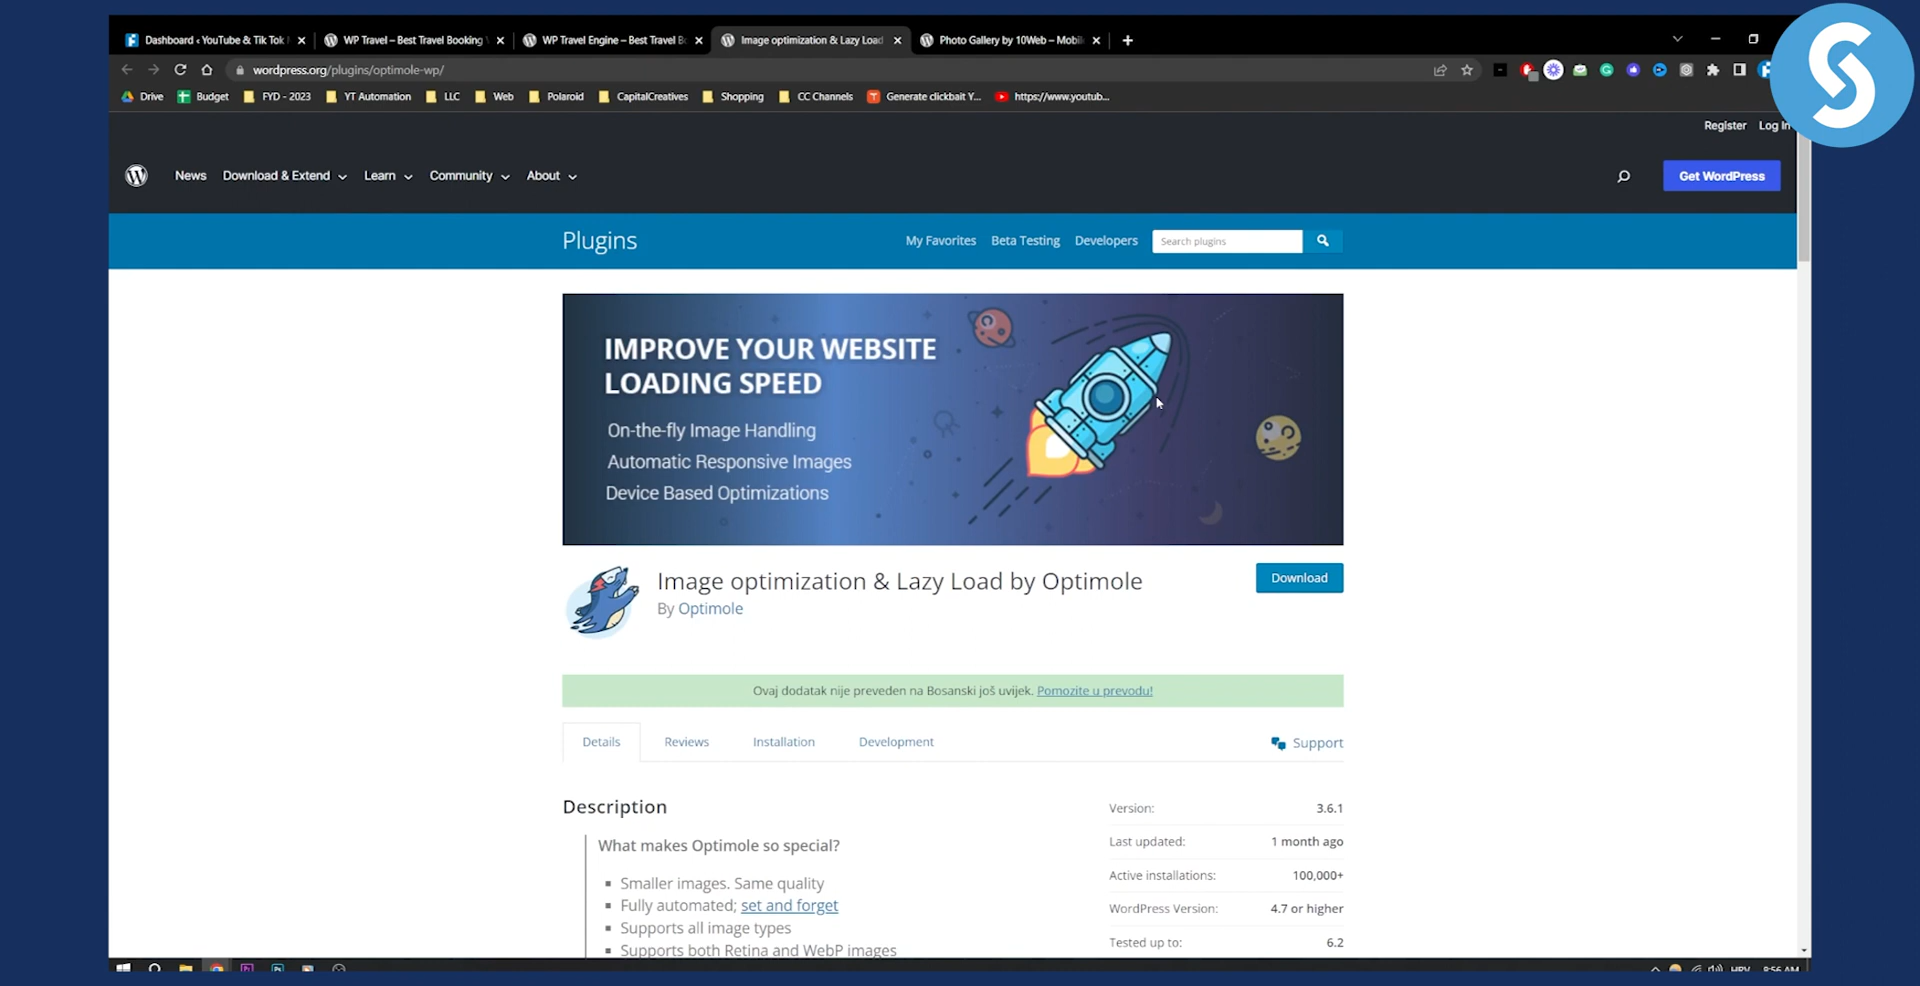 Dashboard ‹ YouTube & Tik Tok
WP Travel – Best Travel Booking
WP Travel Engine – Best Travel B
Image optimization & Lazy Load
Photo Gallery by 10Web – Mobil
wordpress.org/plugins/optimole-wp/
Drive
Budget
FYD - 2023
YT Automation
LLC
Web
Polaroid
CapitalCreatives
Shopping
CC Channels
Generate clickbait Y...
https://www.youtub...
Register
Log In
News
Download & Extend
Learn
Community
About
Get WordPress
Plugins
My Favorites
Beta Testing
Developers
Search plugins
IMPROVE YOUR WEBSITE
LOADING SPEED
On-the-fly Image Handling
Automatic Responsive Images
Device Based Optimizations
Image optimization & Lazy Load by Optimole
By Optimole
Download
Ovaj dodatak nije preveden na Bosanski još uvijek. Pomozite u prevodu!
Details
Reviews
Installation
Development
Support
Description
What makes Optimole so special?
Smaller images. Same quality
Fully automated; set and forget
Supports all image types
Supports both Retina and WebP images
Version: 3.6.1
Last updated: 1 month ago
Active installations: 100,000+
WordPress Version: 4.7 or higher
Tested up to: 6.2
HRV
8:56 AM